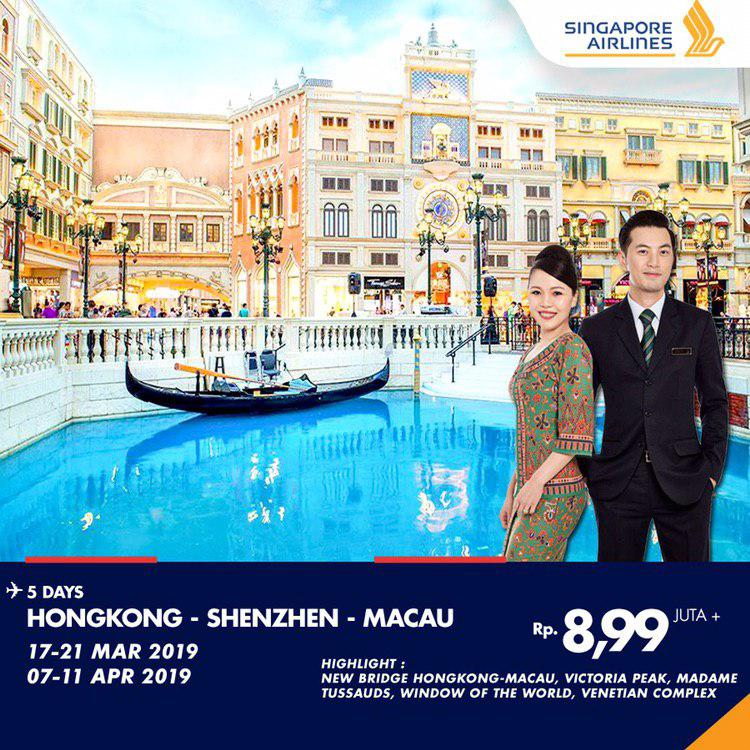 SINGAPORE
AIRLINES
5 DAYS
HONGKONG - SHENZHEN - MACAU
17-21 MAR 2019
07-11 APR 2019
Rp. 8,99 JUTA +
HIGHLIGHT :
NEW BRIDGE HONGKONG-MACAU, VICTORIA PEAK, MADAME
TUSSAUDS, WINDOW OF THE WORLD, VENETIAN COMPLEX